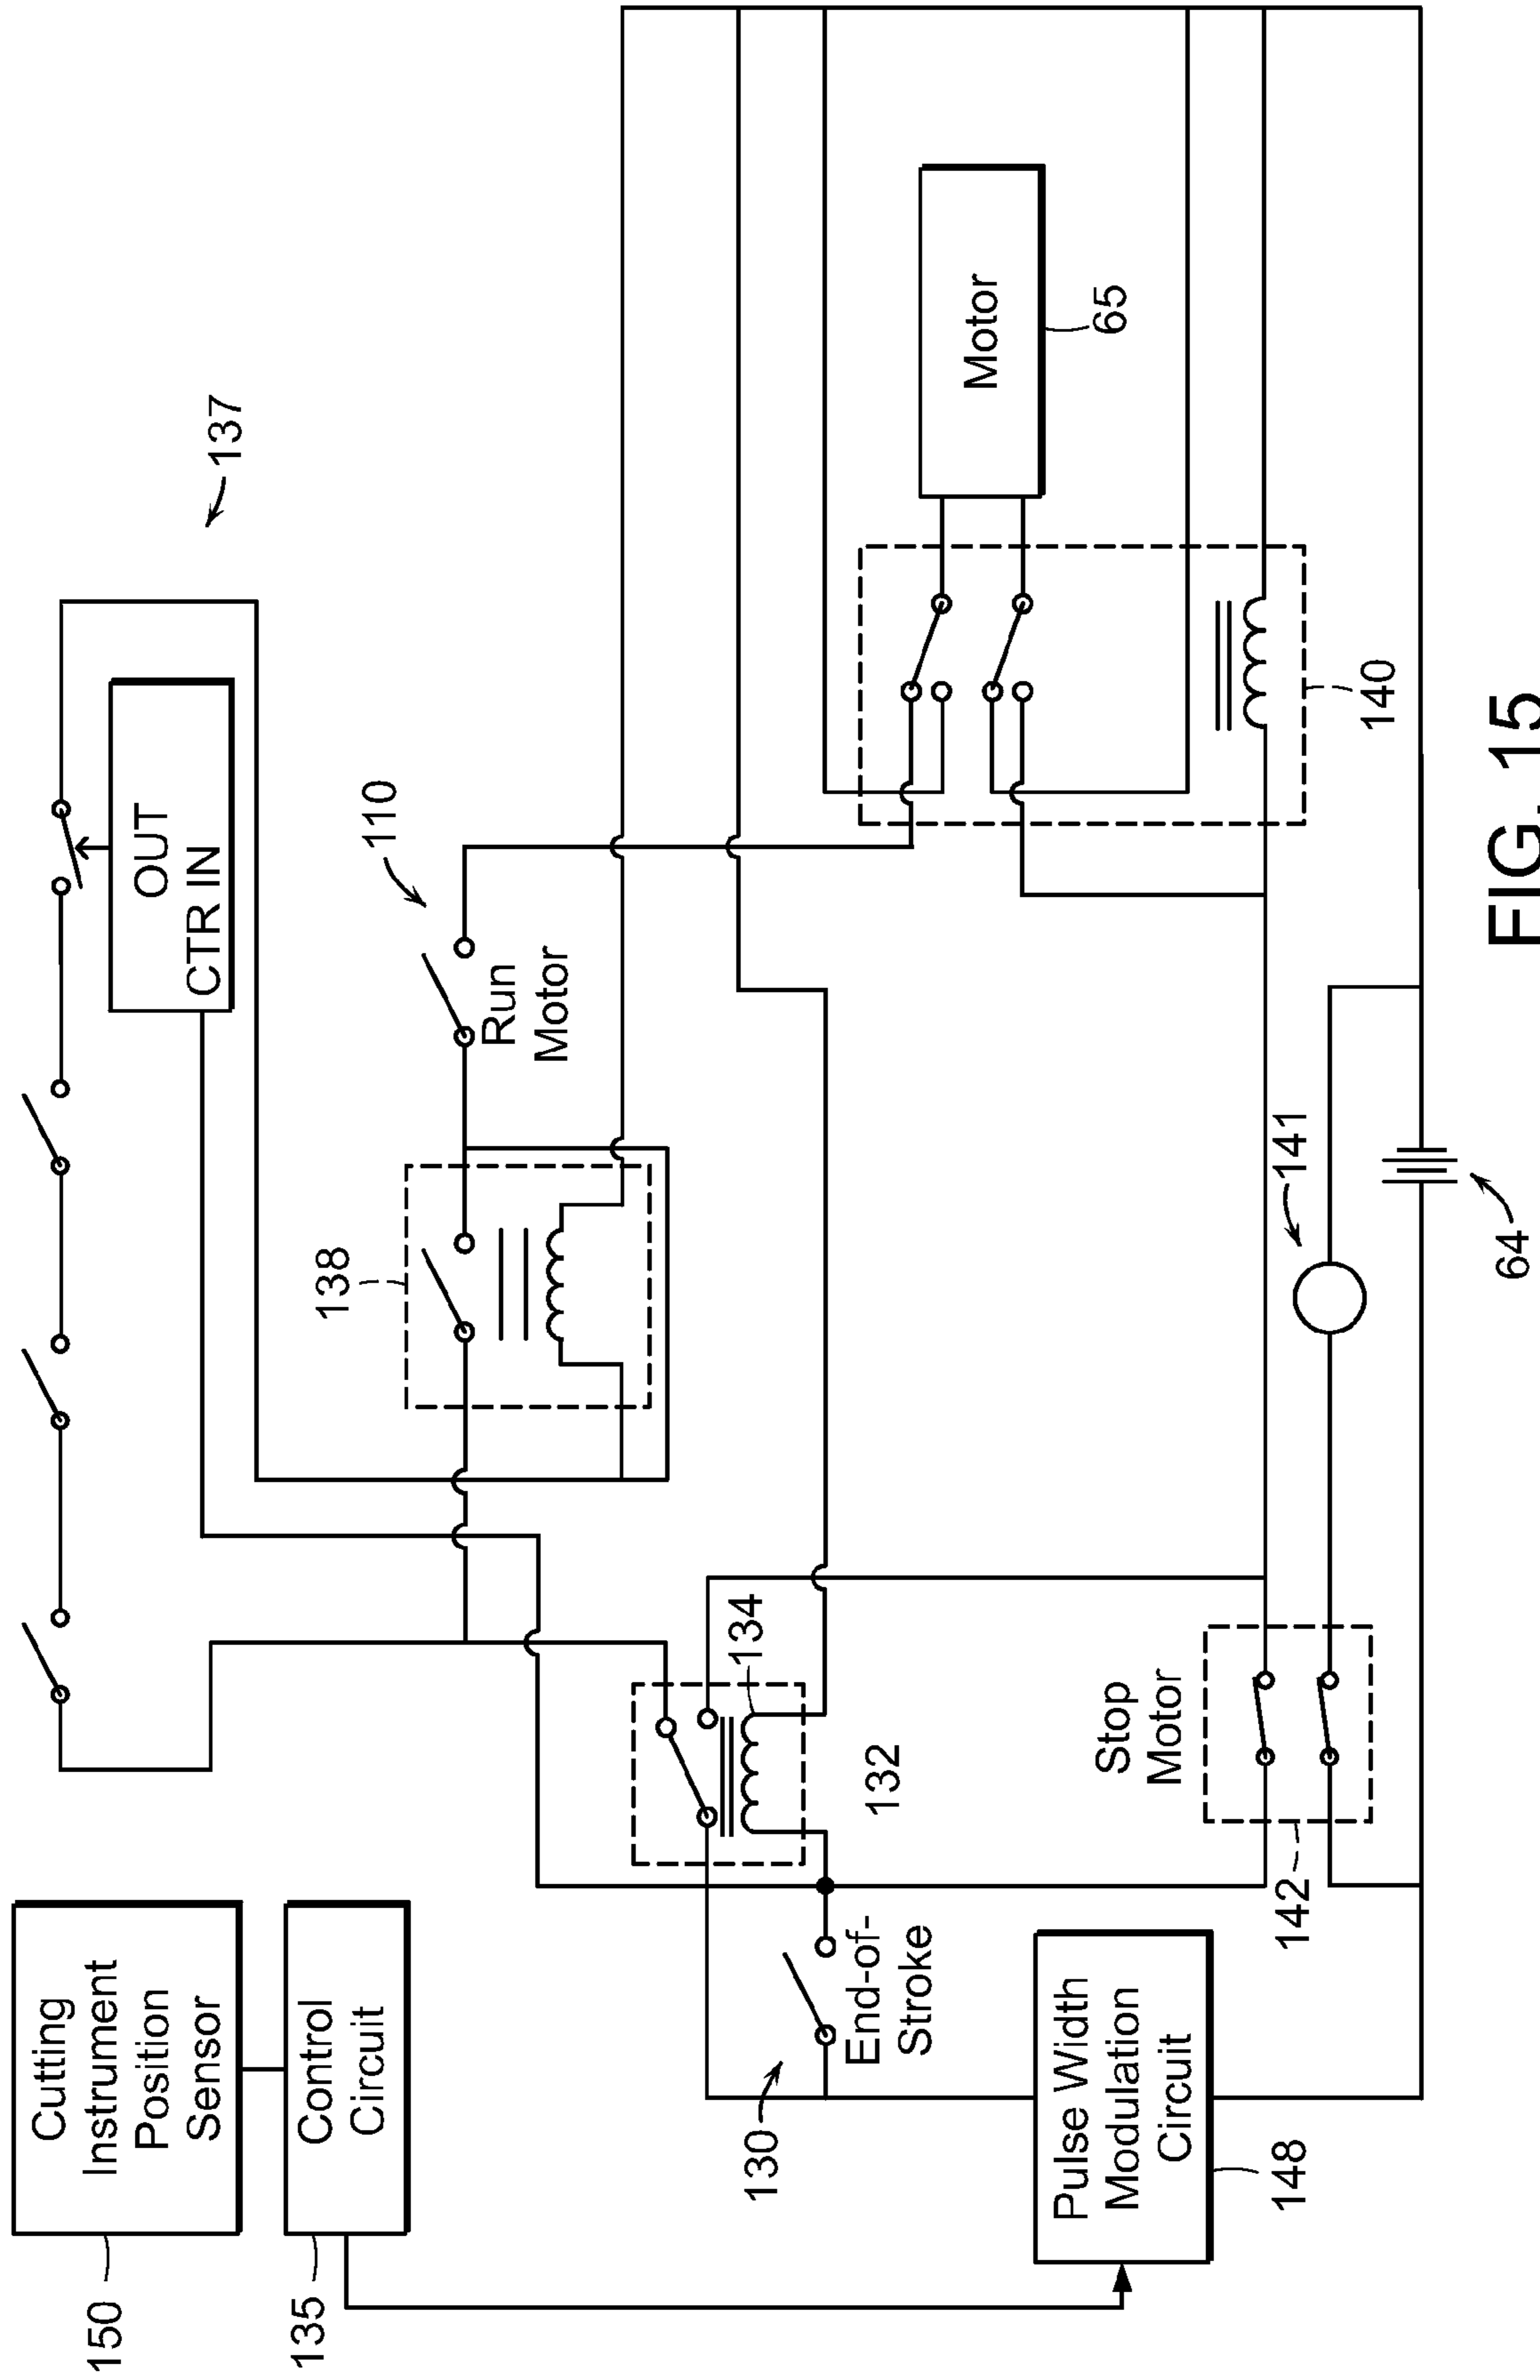 150
Cutting
Instrument
Position
Sensor
135
Control
Circuit
137
OUT
CTR IN
138
110
Run
Motor
134
132
130
End-of-
Stroke
Motor
65
140
Stop
Motor
142
141
64
Pulse Width
Modulation
Circuit
148
FIG. 15